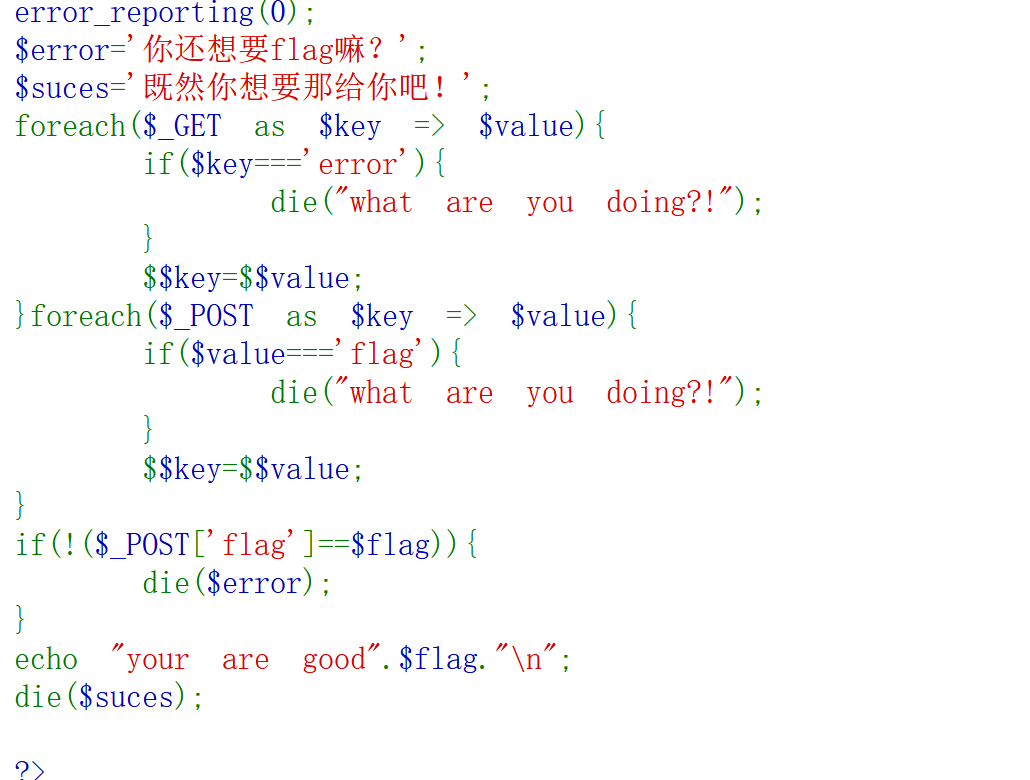 error_reporting(0);
$error='你还想要flag嘛？';
$suces='既然你想要那给你吧！';
foreach($_GET as $key => $value){
if($key==='error'){
die("what are you doing?!");
}
$$key=$$value;
}foreach($_POST as $key => $value){
if($value==='flag'){
die("what are you doing?!");
}
$$key=$$value;
}
if(!($_POST['flag']==$flag)){
die($error);
}
echo "your are good".$flag."\n";
die($suces);
?>